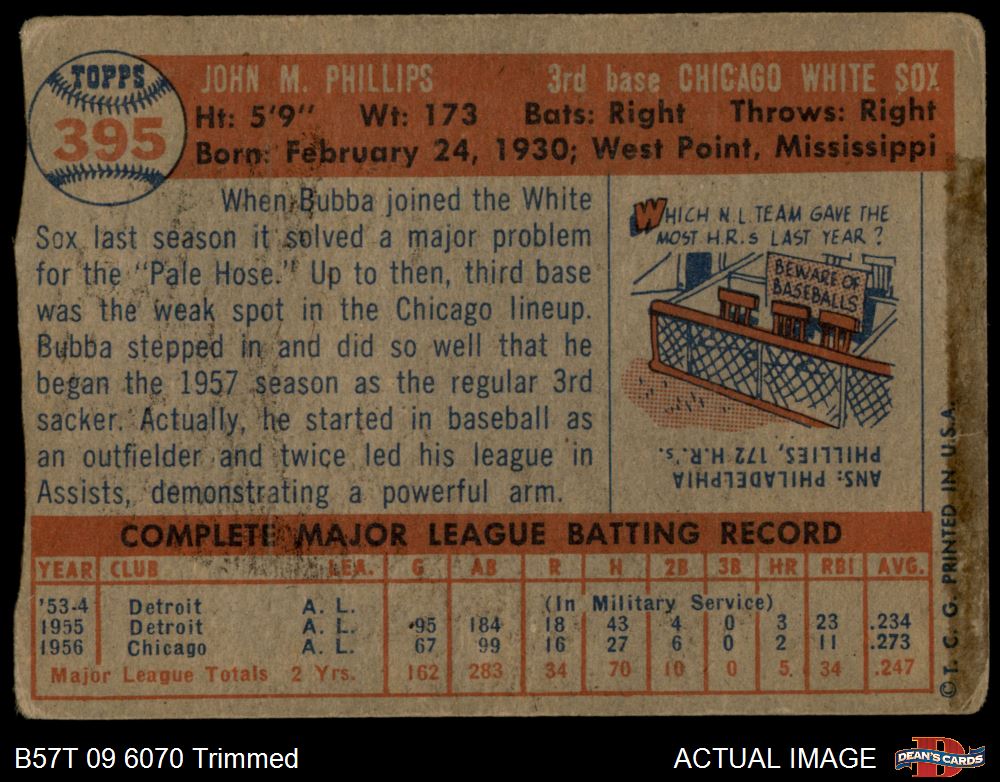 TOPPS
395
JOHN M. PHILLIPS 3rd base CHICAGO WHITE SOX
Ht: 5'9" Wt: 173 Bats: Right Throws: Right
Born: February 24, 1930; West Point, Mississippi
When Bubba joined the White
Sox last season it solved a major problem
for the "Pale Hose." Up to then, third base
was the weak spot in the Chicago lineup.
Bubba stepped in and did so well that he
began the 1957 season as the regular 3rd
sacker. Actually, he started in baseball as
an outfielder and twice led his league in
Assists, demonstrating a powerful arm.
WHICH N.L. TEAM GAVE THE
MOST H.R.s LAST YEAR?
BEWARE OF
BASEBALLS
ANS: PHILADELPHIA
PHILLIES, 172 H.R.'s.
COMPLETE MAJOR LEAGUE BATTING RECORD
YEAR CLUB LEA. G AB R H 2B 3B HR RBI AVG.
'53-4 Detroit A. L. (In Military Service)
1955 Detroit A. L. 95 184 18 43 4 0 3 23 .234
1956 Chicago A. L. 67 99 16 27 6 0 2 11 .273
Major League Totals 2 Yrs. 162 283 34 70 10 0 5 34 .247
©T. C. G. PRINTED IN U.S.A.
B57T 09 6070 Trimmed
ACTUAL IMAGE
D
DEAN'S CARDS